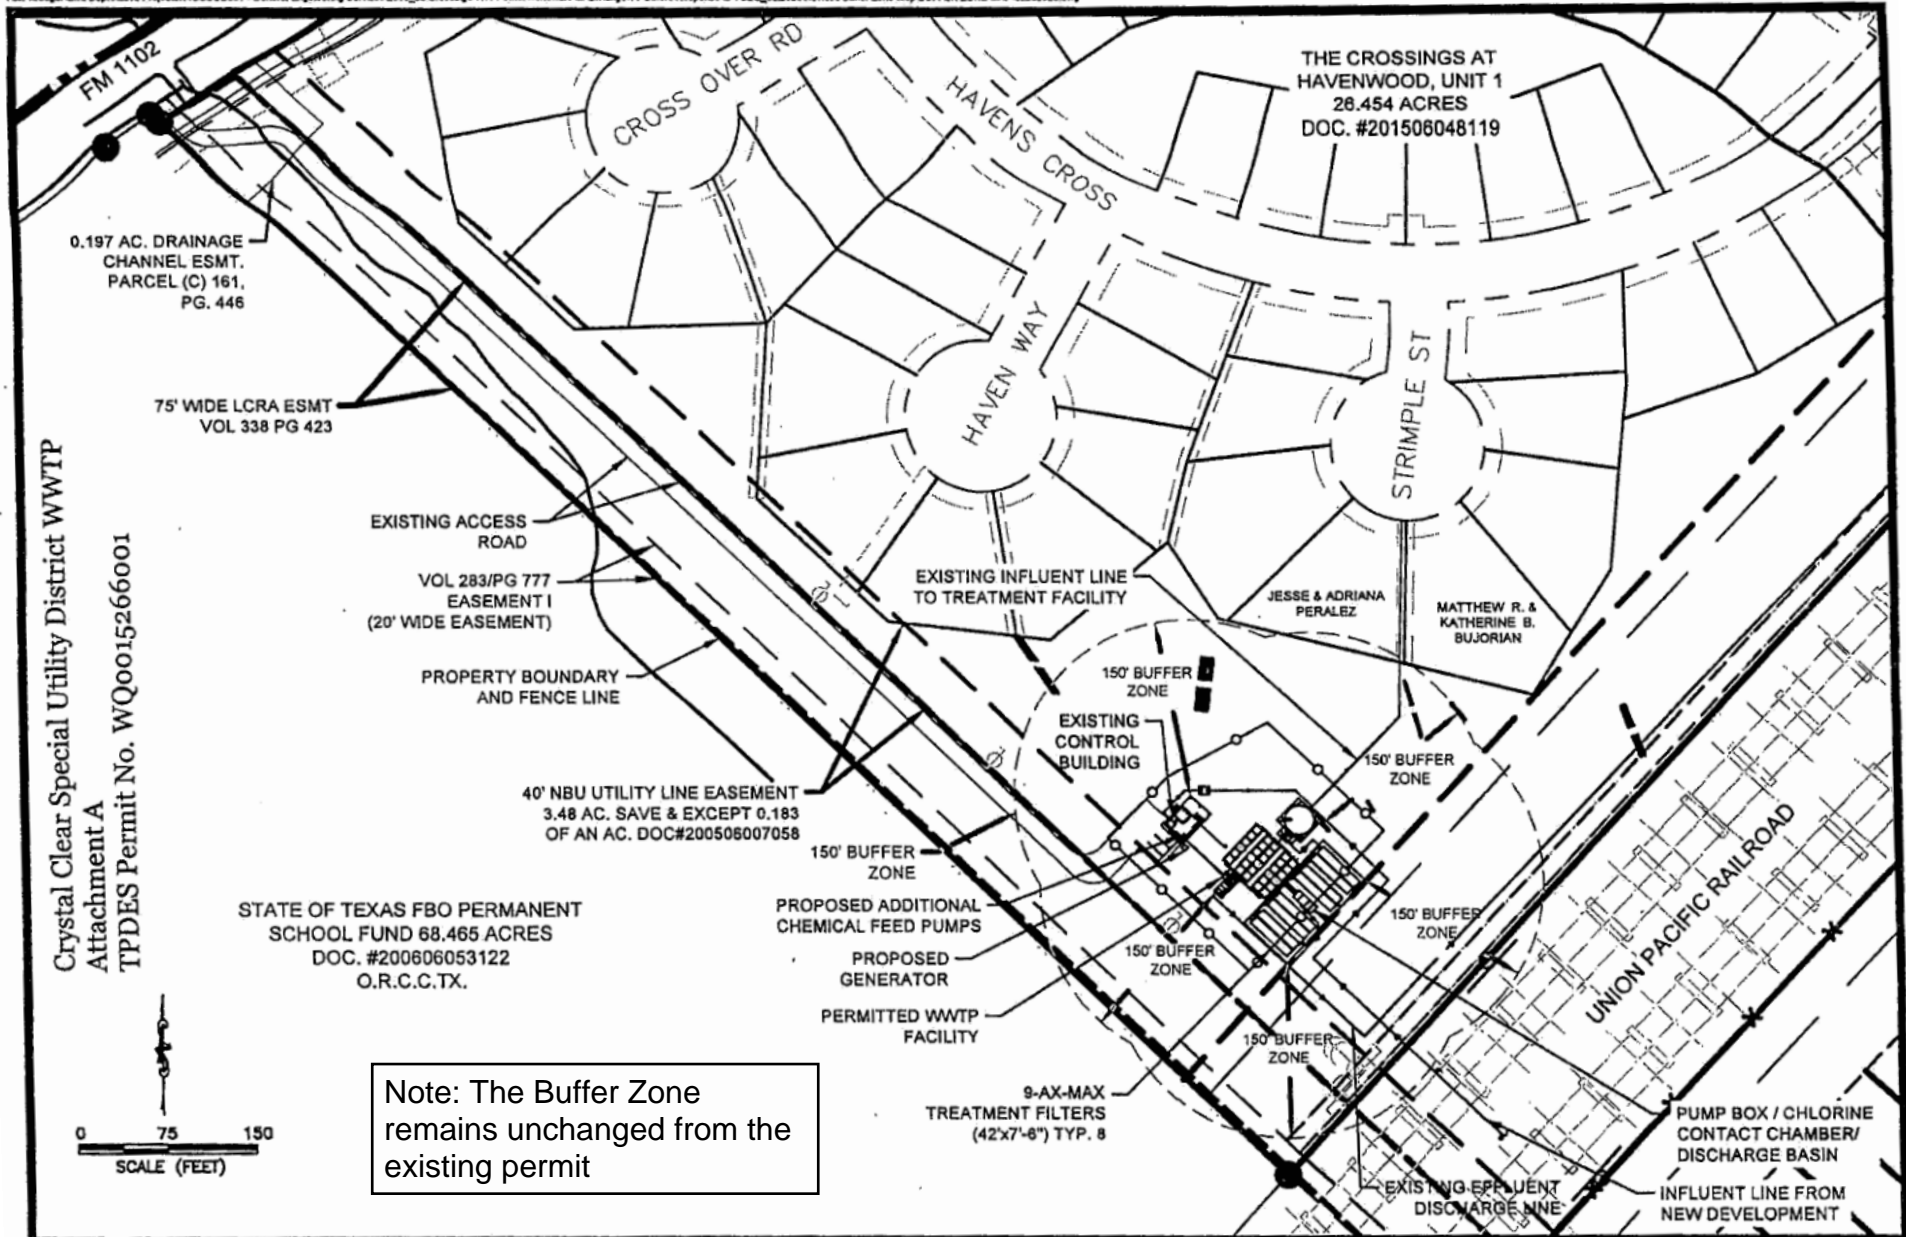 FM 1102
CROSS OVER RD
HAVENS CROSS
THE CROSSINGS AT
HAVENWOOD, UNIT 1
26.454 ACRES
DOC. #201506048119
0.197 AC. DRAINAGE
CHANNEL ESMT.
PARCEL (C) 161,
PG. 446
75' WIDE LCRA ESMT
VOL 338 PG 423
HAVEN WAY
STRIMPLE ST
Crystal Clear Special Utility District WWTP
Attachment A
TPDES Permit No. WQ0015266001
EXISTING ACCESS
ROAD
VOL 283/PG 777
EASEMENT I
(20' WIDE EASEMENT)
PROPERTY BOUNDARY
AND FENCE LINE
EXISTING INFLUENT LINE
TO TREATMENT FACILITY
JESSE & ADRIANA
PERALEZ
MATTHEW R. &
KATHERINE B.
BUJORIAN
150' BUFFER
ZONE
EXISTING
CONTROL
BUILDING
150' BUFFER
ZONE
40' NBU UTILITY LINE EASEMENT
3.48 AC. SAVE & EXCEPT 0.183
OF AN AC. DOC#200506007058
150' BUFFER
ZONE
STATE OF TEXAS FBO PERMANENT
SCHOOL FUND 68.465 ACRES
DOC. #200606053122
O.R.C.C.TX.
PROPOSED ADDITIONAL
CHEMICAL FEED PUMPS
150' BUFFER
ZONE
150' BUFFER
ZONE
PROPOSED
GENERATOR
PERMITTED WWTP
FACILITY
150' BUFFER
ZONE
UNION PACIFIC RAILROAD
9-AX-MAX
TREATMENT FILTERS
(42'x7'-6") TYP. 8
PUMP BOX / CHLORINE
CONTACT CHAMBER/
DISCHARGE BASIN
EXISTING EFFLUENT
DISCHARGE LINE
INFLUENT LINE FROM
NEW DEVELOPMENT
Note: The Buffer Zone
remains unchanged from the
existing permit
0 75 150
SCALE (FEET)